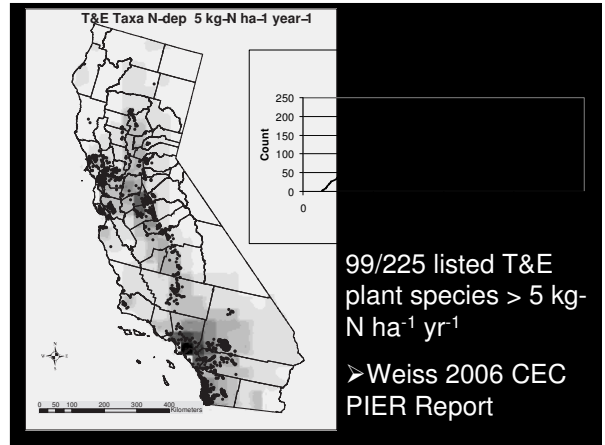 T&E Taxa N-dep 5 kg-N ha-1 year-1
250
200
150
100
50
0
Count
0
99/225 listed T&E
plant species > 5 kg-
N ha-1 yr-1
➢Weiss 2006 CEC
PIER Report
N
W E
S
0 50 100 200 300 400
Kilometers